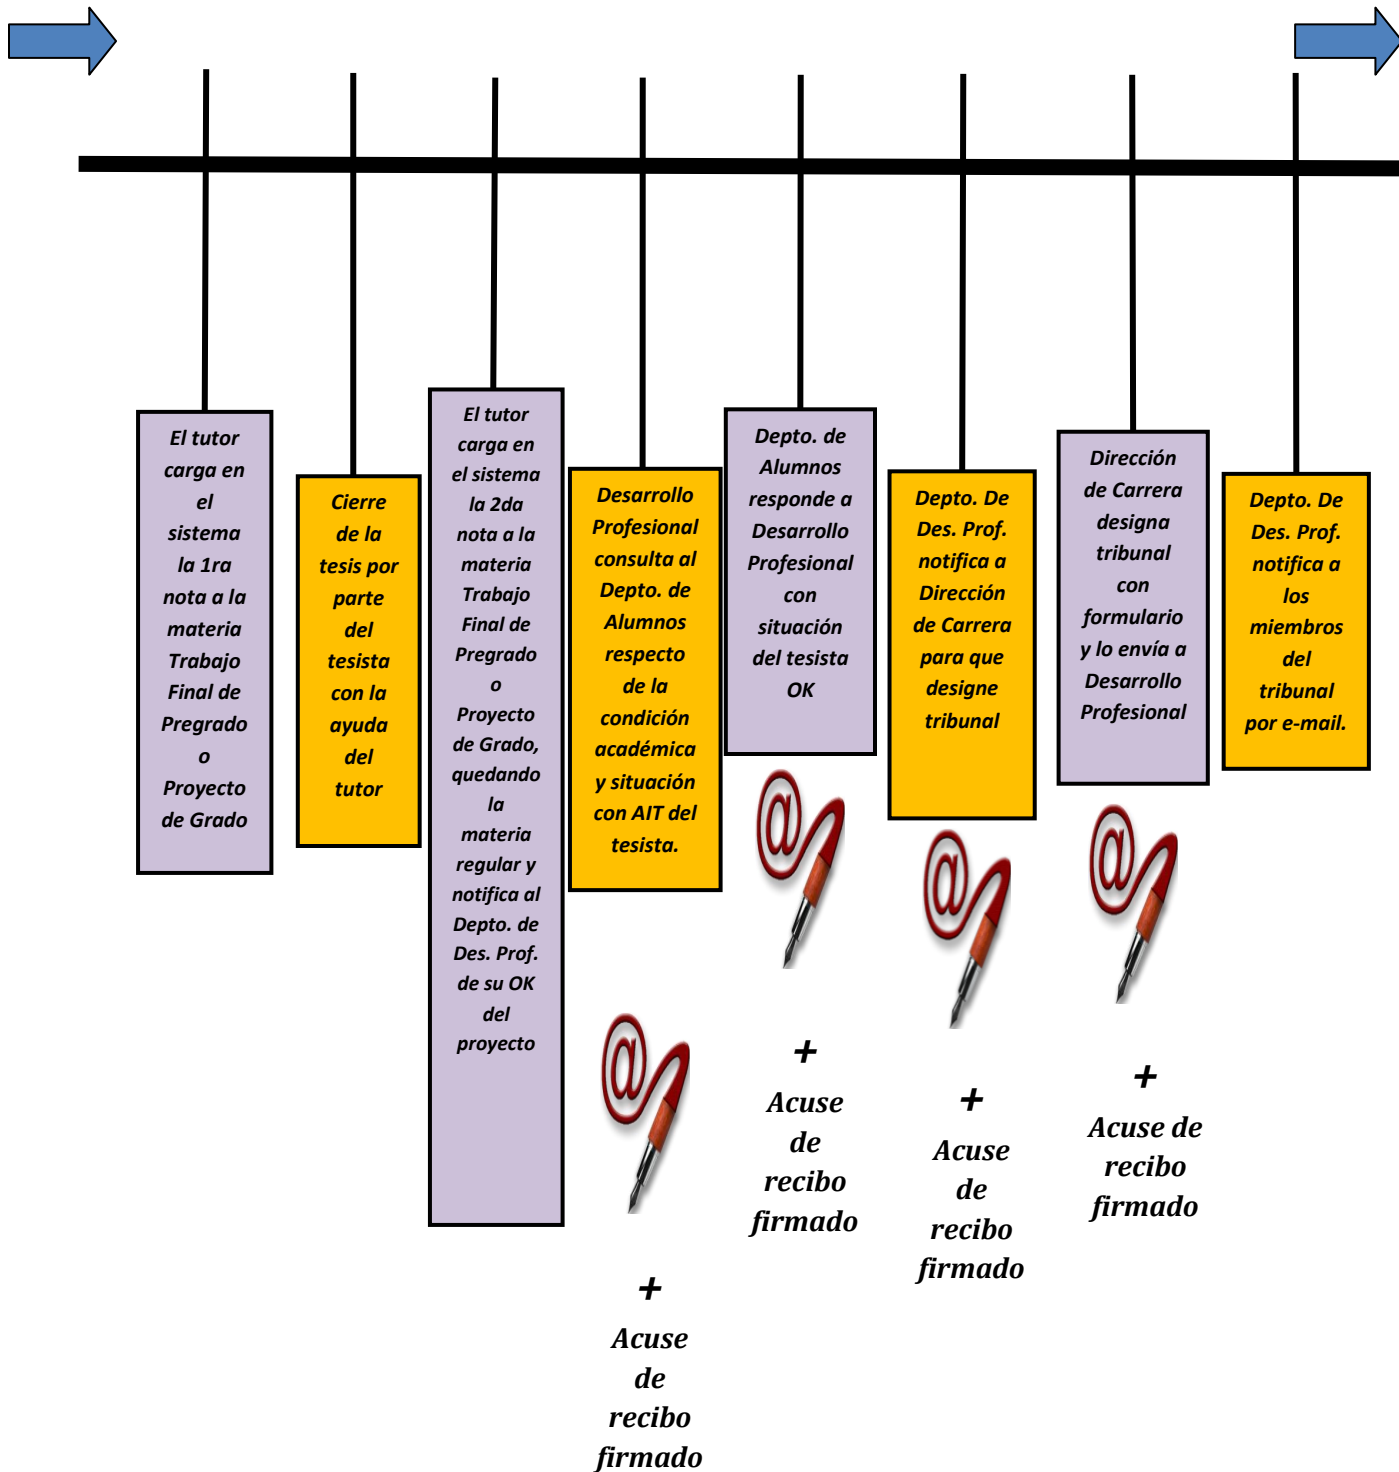 El tutor
carga en
el
sistema
la 1ra
nota a la
materia
Trabajo
Final de
Pregrado
o
Proyecto
de Grado
Cierre
de la
tesis por
parte
del
tesista
con la
ayuda
del
tutor
El tutor
carga en
el sistema
la 2da
nota a la
materia
Trabajo
Final de
Pregrado
o
Proyecto
de Grado,
quedando
la
materia
regular y
notifica al
Depto. de
Des. Prof.
de su OK
del
proyecto
Desarrollo
Profesional
consulta al
Depto. de
Alumnos
respecto
de la
condición
académica
y situación
con AIT del
tesista.
@
+
Acuse
de
recibo
firmado
Depto. de
Alumnos
responde a
Desarrollo
Profesional
con
situación
del tesista
OK
@
+
Acuse
de
recibo
firmado
Depto. De
Des. Prof.
notifica a
Dirección
de Carrera
para que
designe
tribunal
@
+
Acuse
de
recibo
firmado
Dirección
de Carrera
designa
tribunal
con
formulario
y lo envía a
Desarrollo
Profesional
@
+
Acuse de
recibo
firmado
Depto. De
Des. Prof.
notifica a
los
miembros
del
tribunal
por e-mail.